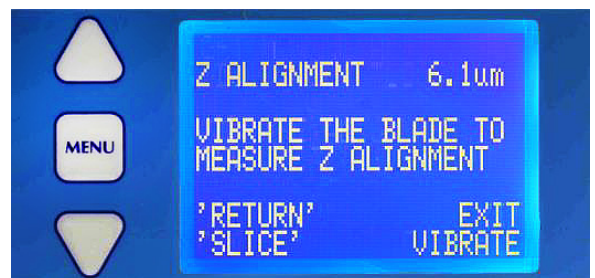 MENU
Z ALIGNMENT 6.1um
VIBRATE THE BLADE TO
MEASURE Z ALIGNMENT
'RETURN' EXIT
'SLICE' VIBRATE